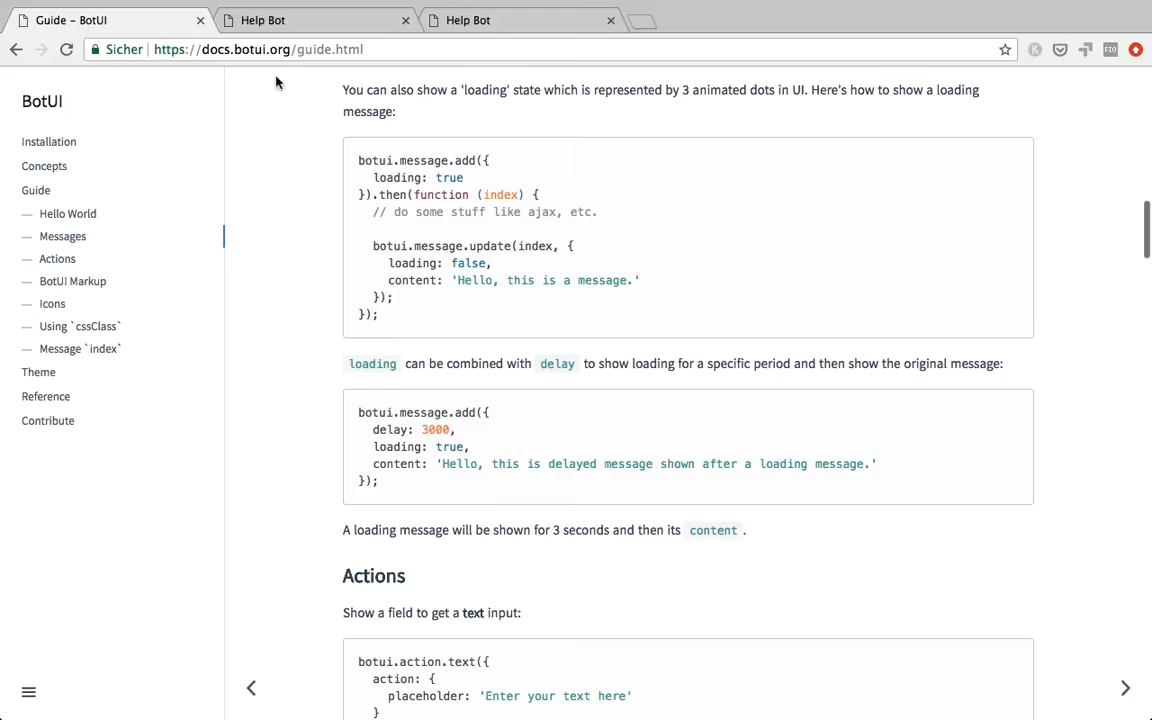 Guide – BotUI
Help Bot
Help Bot
Sicher https://docs.botui.org/guide.html
BotUI
Installation
Concepts
Guide
— Hello World
— Messages
— Actions
— BotUI Markup
— Icons
— Using `cssClass`
— Message `index`
Theme
Reference
Contribute
You can also show a 'loading' state which is represented by 3 animated dots in UI. Here's how to show a loading
message:
botui.message.add({
  loading: true
}).then(function (index) {
  // do some stuff like ajax, etc.
  botui.message.update(index, {
    loading: false,
    content: 'Hello, this is a message.'
  });
});
loading can be combined with delay to show loading for a specific period and then show the original message:
botui.message.add({
  delay: 3000,
  loading: true,
  content: 'Hello, this is delayed message shown after a loading message.'
});
A loading message will be shown for 3 seconds and then its content .
Actions
Show a field to get a text input:
botui.action.text({
  action: {
    placeholder: 'Enter your text here'
  }